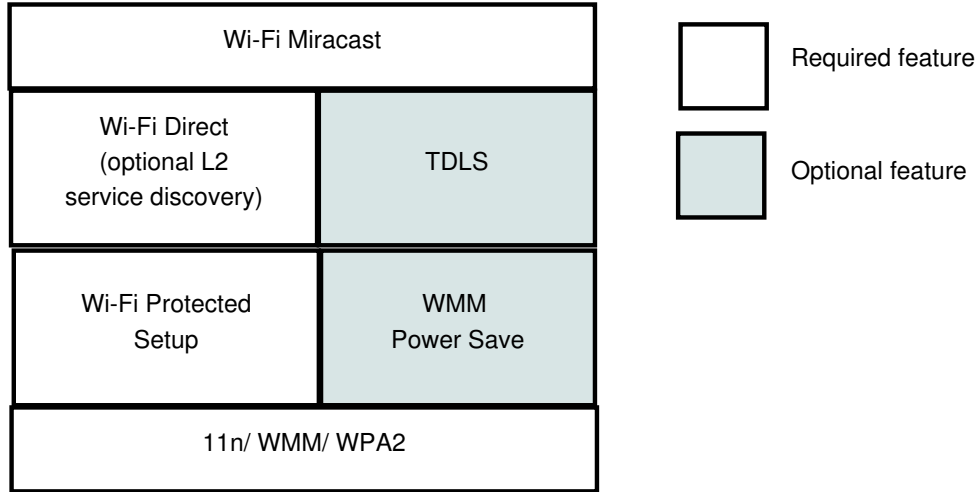 Wi-Fi Miracast
Required feature
Wi-Fi Direct
(optional L2
service discovery)
TDLS
Optional feature
Wi-Fi Protected
Setup
WMM
Power Save
11n/ WMM/ WPA2